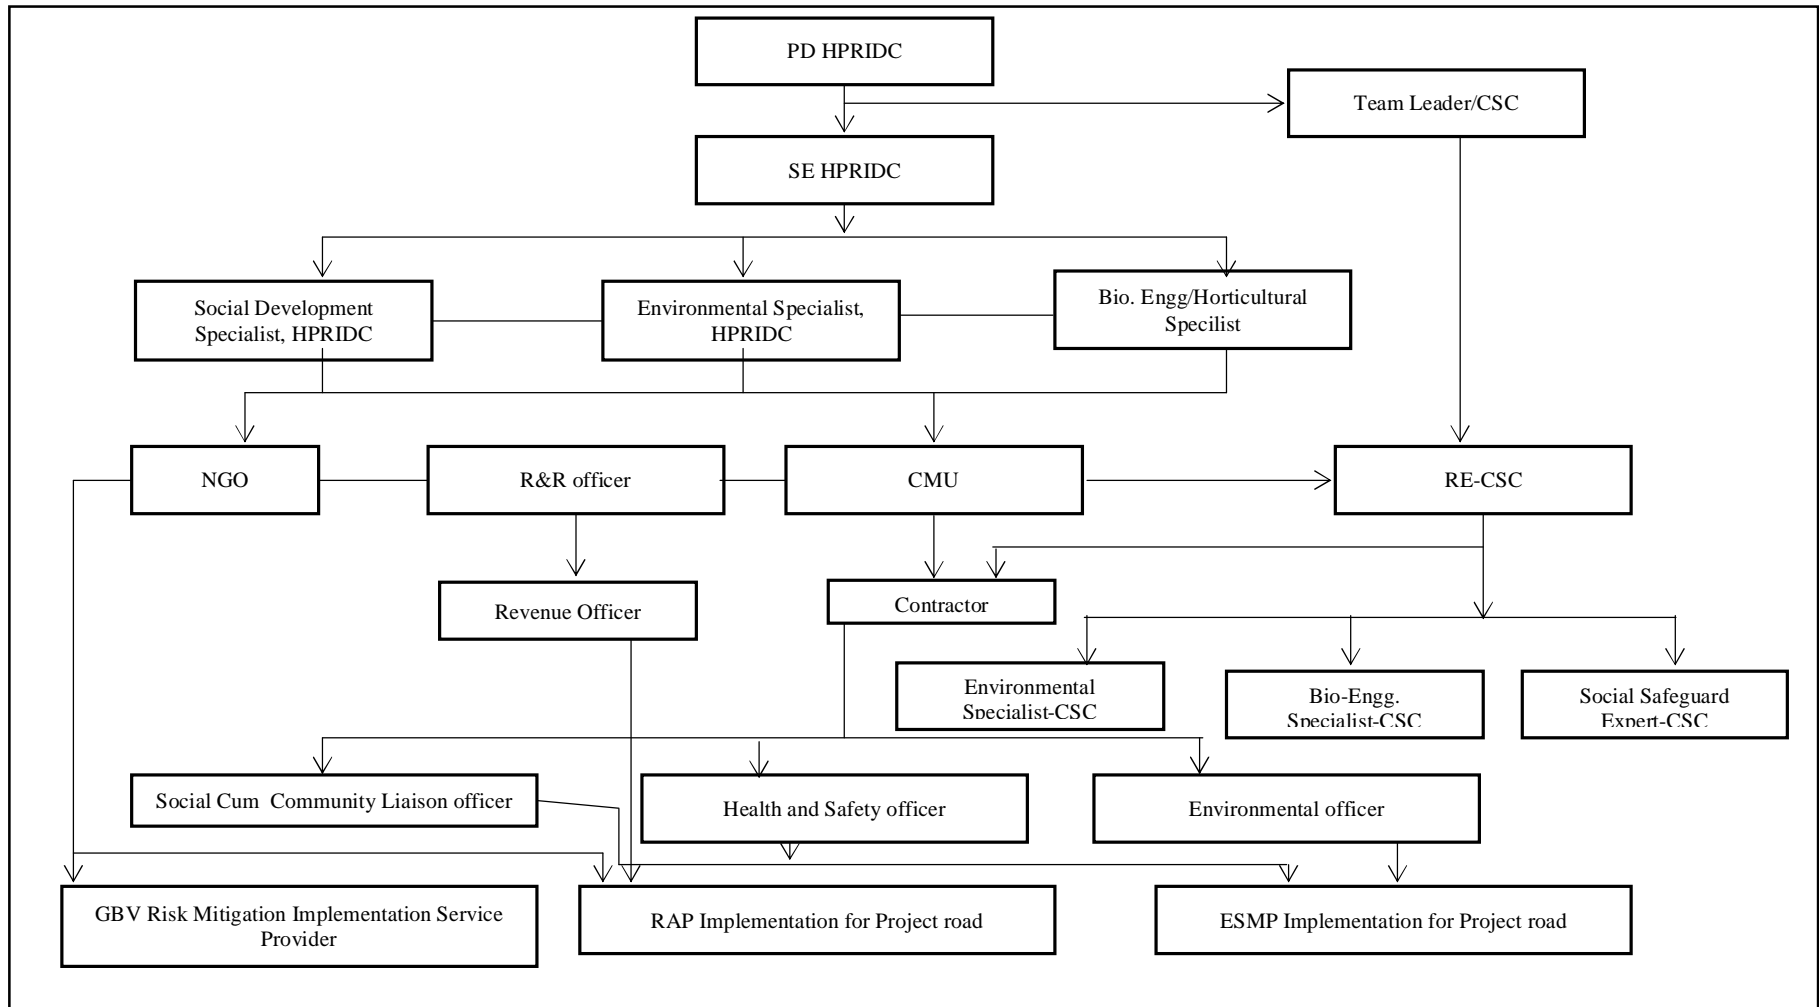 PD HPRIDC
Team Leader/CSC
SE HPRIDC
Social Development
Specialist, HPRIDC
Environmental Specialist,
HPRIDC
Bio. Engg/Horticultural
Specilist
NGO
R&R officer
CMU
RE-CSC
Revenue Officer
Contractor
Environmental
Specialist-CSC
Bio-Engg.
Specialist-CSC
Social Safeguard
Expert-CSC
Social Cum Community Liaison officer
Health and Safety officer
Environmental officer
GBV Risk Mitigation Implementation Service
Provider
RAP Implementation for Project road
ESMP Implementation for Project road